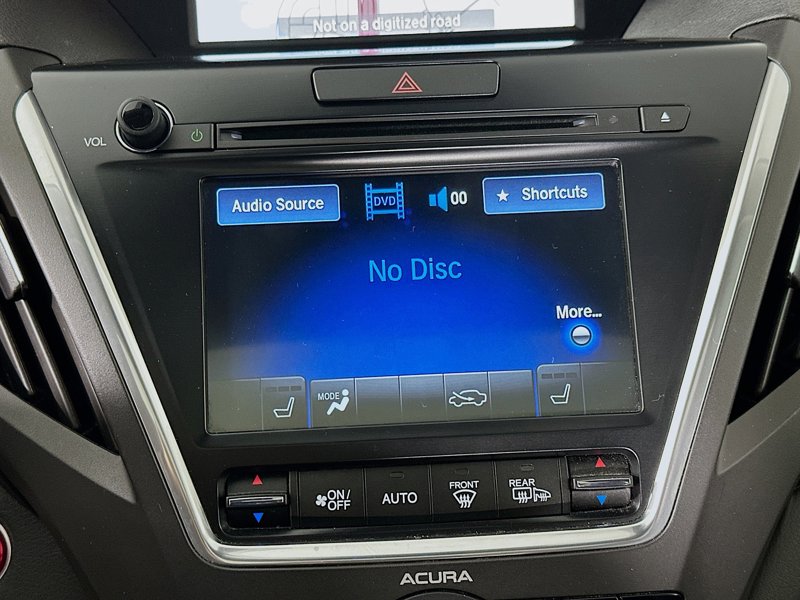 Not on a digitized road
VOL
Audio Source
DVD
00
Shortcuts
No Disc
More...
MODE
ON/
OFF
AUTO
FRONT
REAR
ACURA